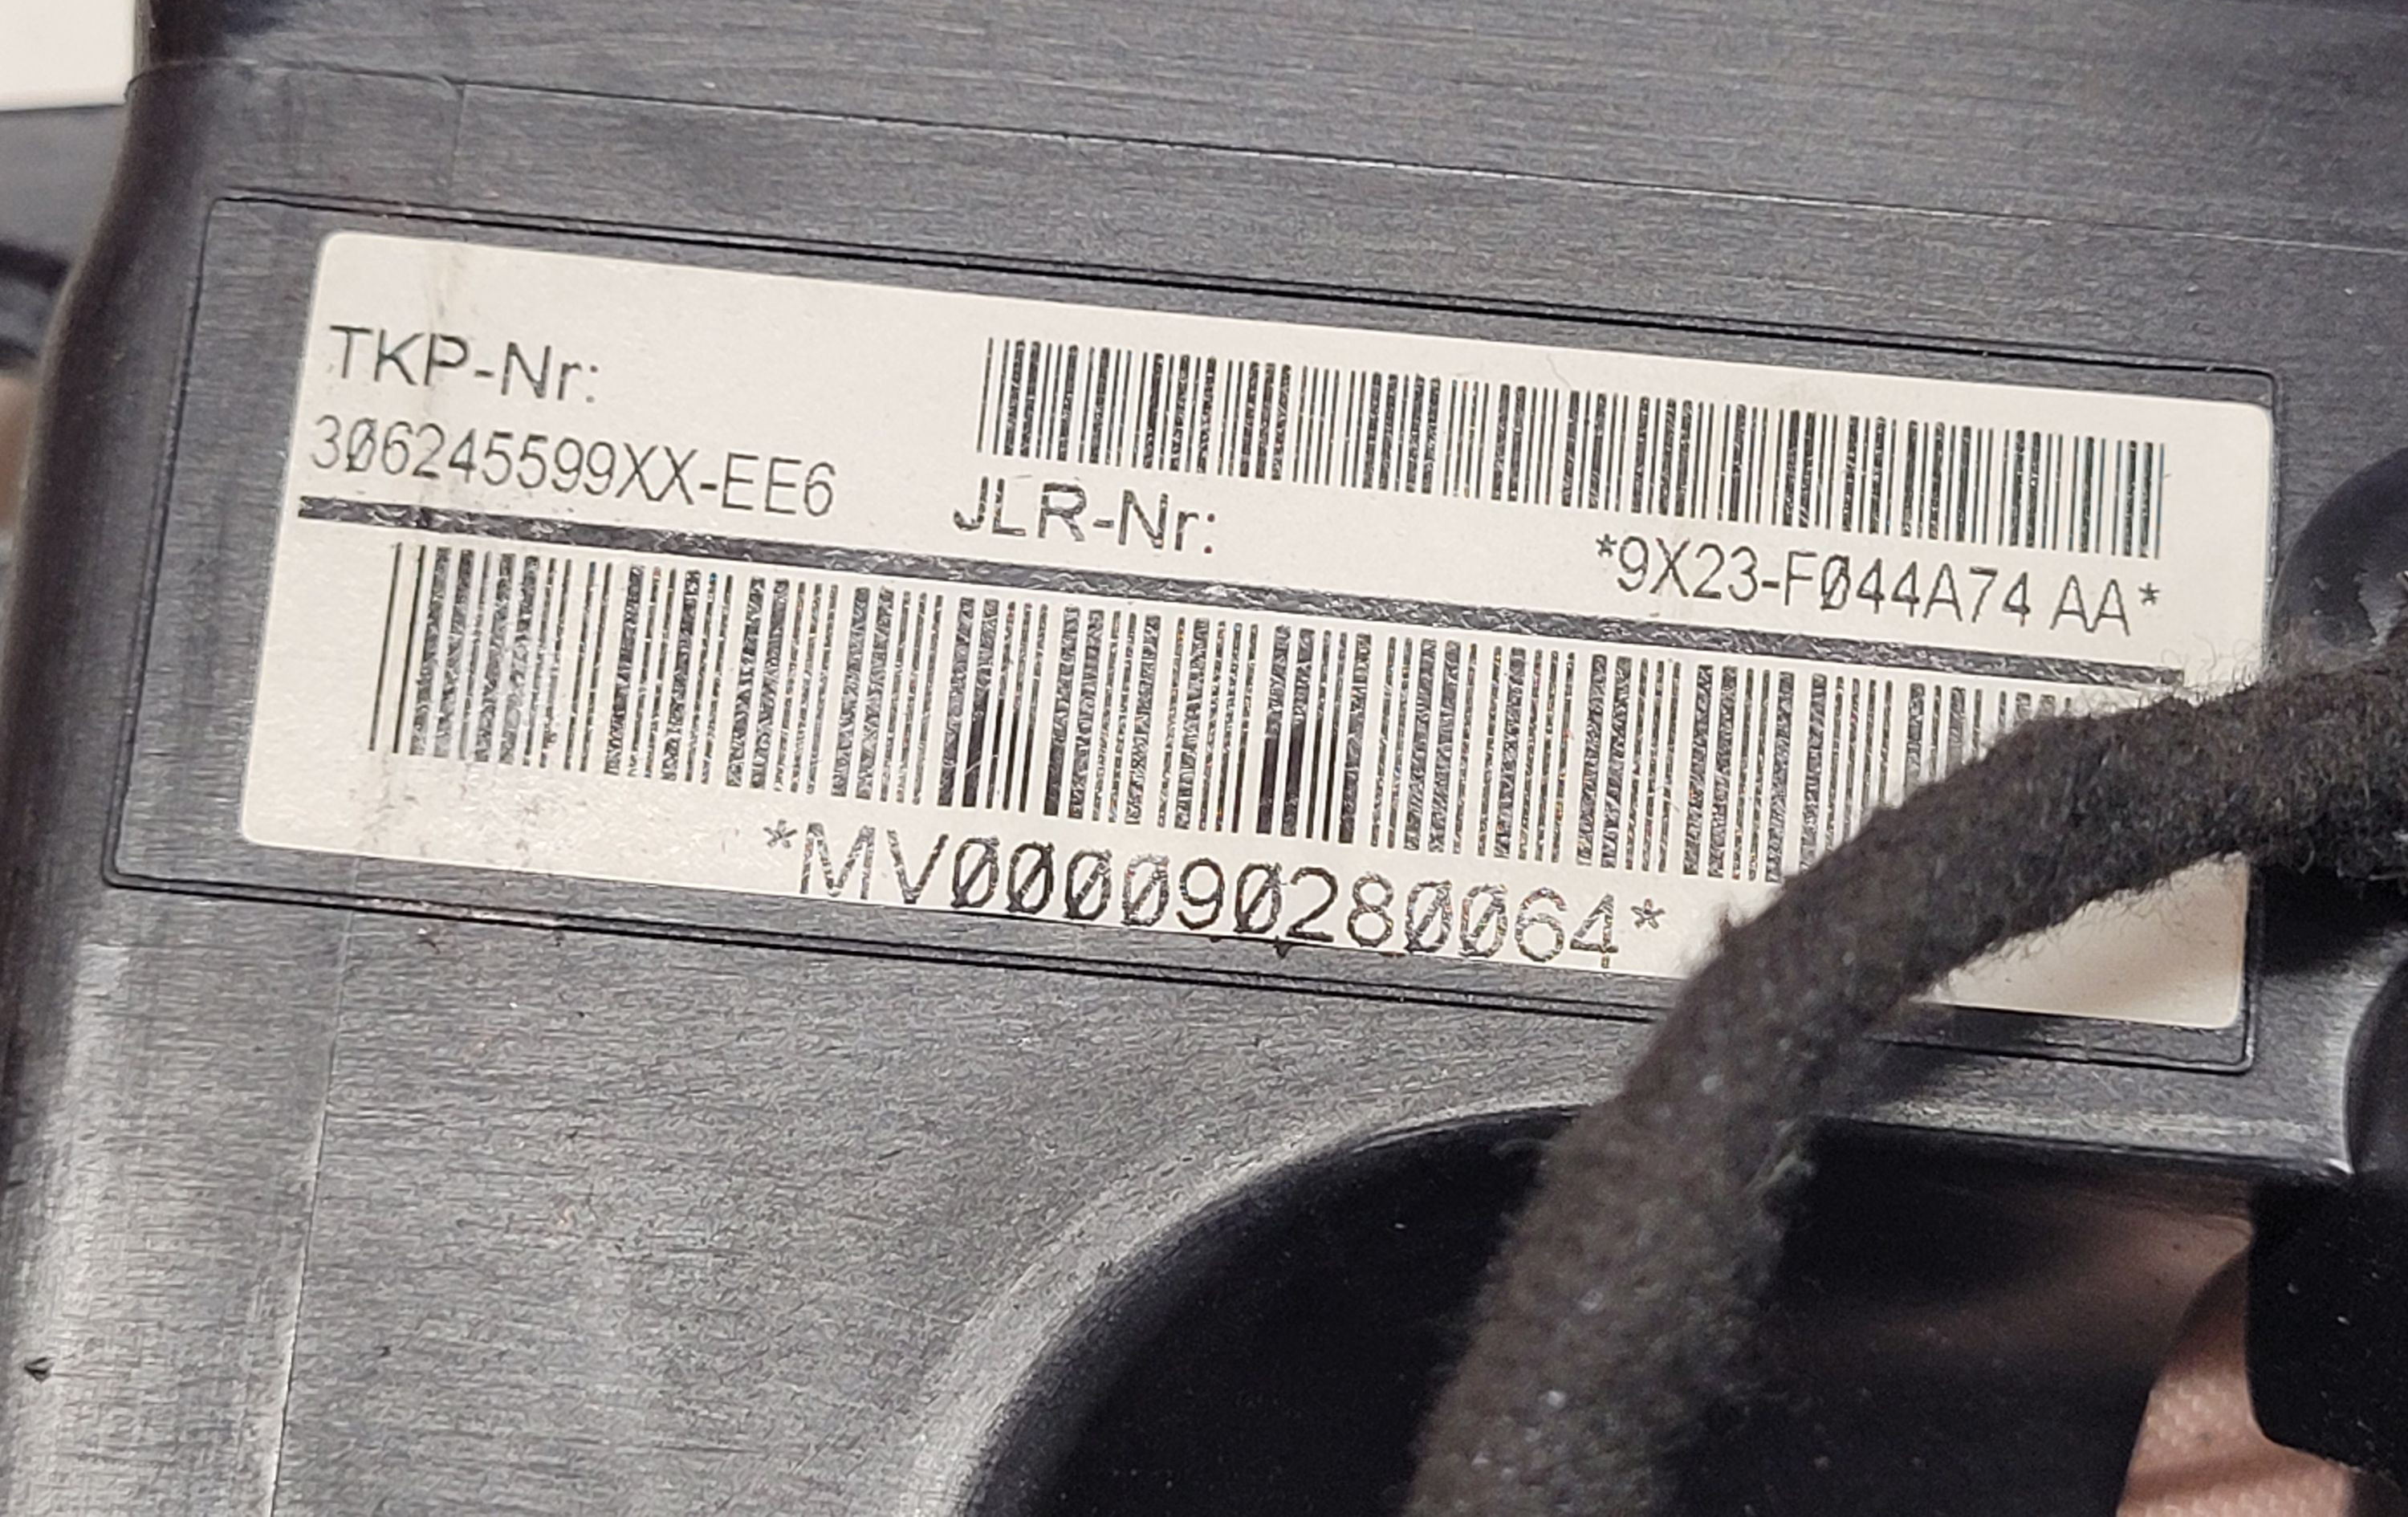 TKP-Nr:
306245599XX-EE6
JLR-Nr:
*9X23-F044A74 AA*
*MV000090280064*